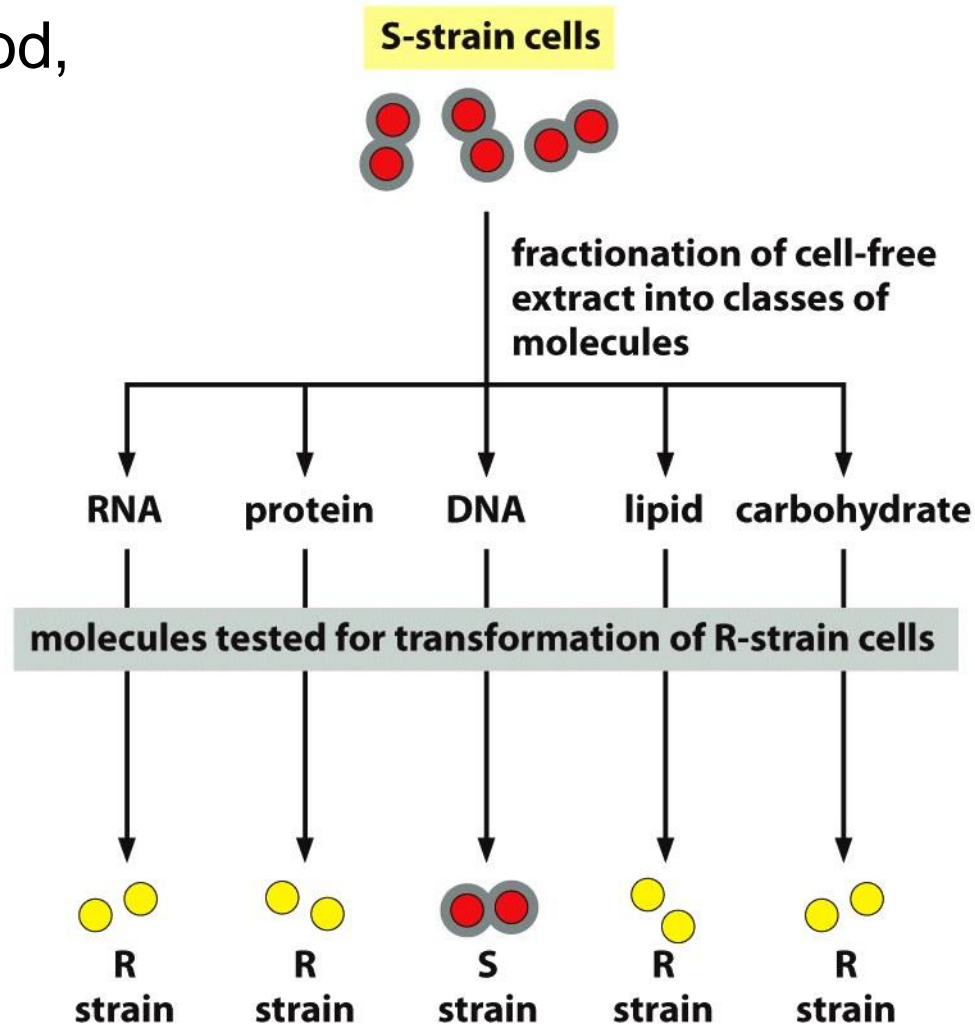 od,
S-strain cells
fractionation of cell-free
extract into classes of
molecules
RNA protein DNA lipid carbohydrate
molecules tested for transformation of R-strain cells
R R S R R
strain strain strain strain strain